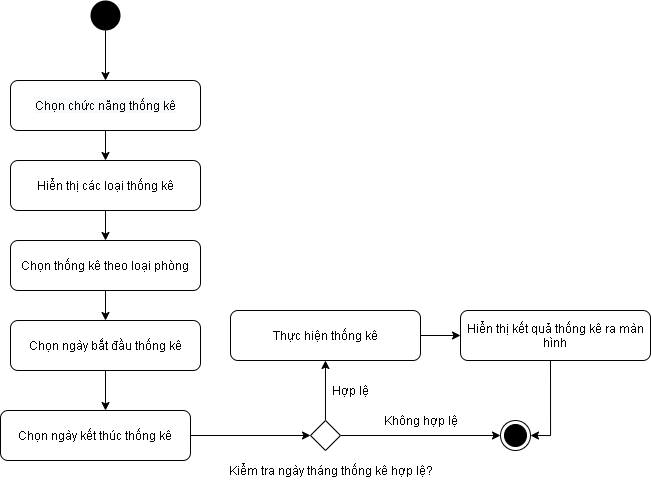 Chọn chức năng thống kê
Hiển thị các loại thống kê
Chọn thống kê theo loại phòng
Chọn ngày bắt đầu thống kê
Chọn ngày kết thúc thống kê
Thực hiện thống kê
Hiển thị kết quả thống kê ra màn
hình
Hợp lệ
Không hợp lệ
Kiểm tra ngày tháng thống kê hợp lệ?